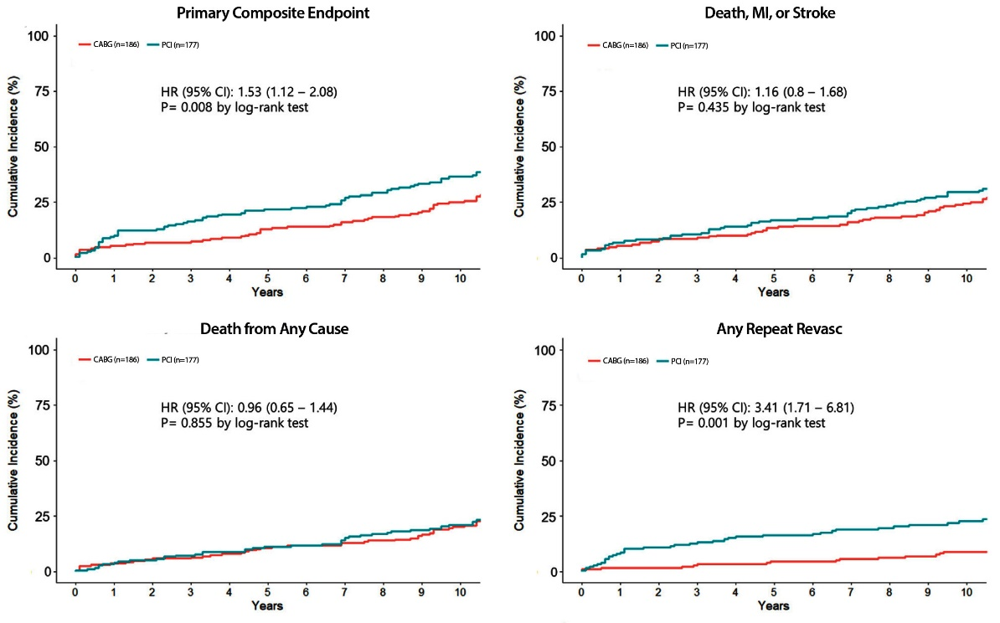 Primary Composite Endpoint
CABG (n=186) PCI (n=177)
HR (95% CI): 1.53 (1.12 – 2.08)
P= 0.008 by log-rank test
Cumulative Incidence (%)
100
75
50
25
0
0 1 2 3 4 5 6 7 8 9 10
Years
Death, MI, or Stroke
CABG (n=186) PCI (n=177)
HR (95% CI): 1.16 (0.8 – 1.68)
P= 0.435 by log-rank test
Cumulative Incidence (%)
100
75
50
25
0
0 1 2 3 4 5 6 7 8 9 10
Years
Death from Any Cause
CABG (n=186) PCI (n=177)
HR (95% CI): 0.96 (0.65 – 1.44)
P= 0.855 by log-rank test
Cumulative Incidence (%)
100
75
50
25
0
0 1 2 3 4 5 6 7 8 9 10
Years
Any Repeat Revasc
CABG (n=186) PCI (n=177)
HR (95% CI): 3.41 (1.71 – 6.81)
P= 0.001 by log-rank test
Cumulative Incidence (%)
100
75
50
25
0
0 1 2 3 4 5 6 7 8 9 10
Years